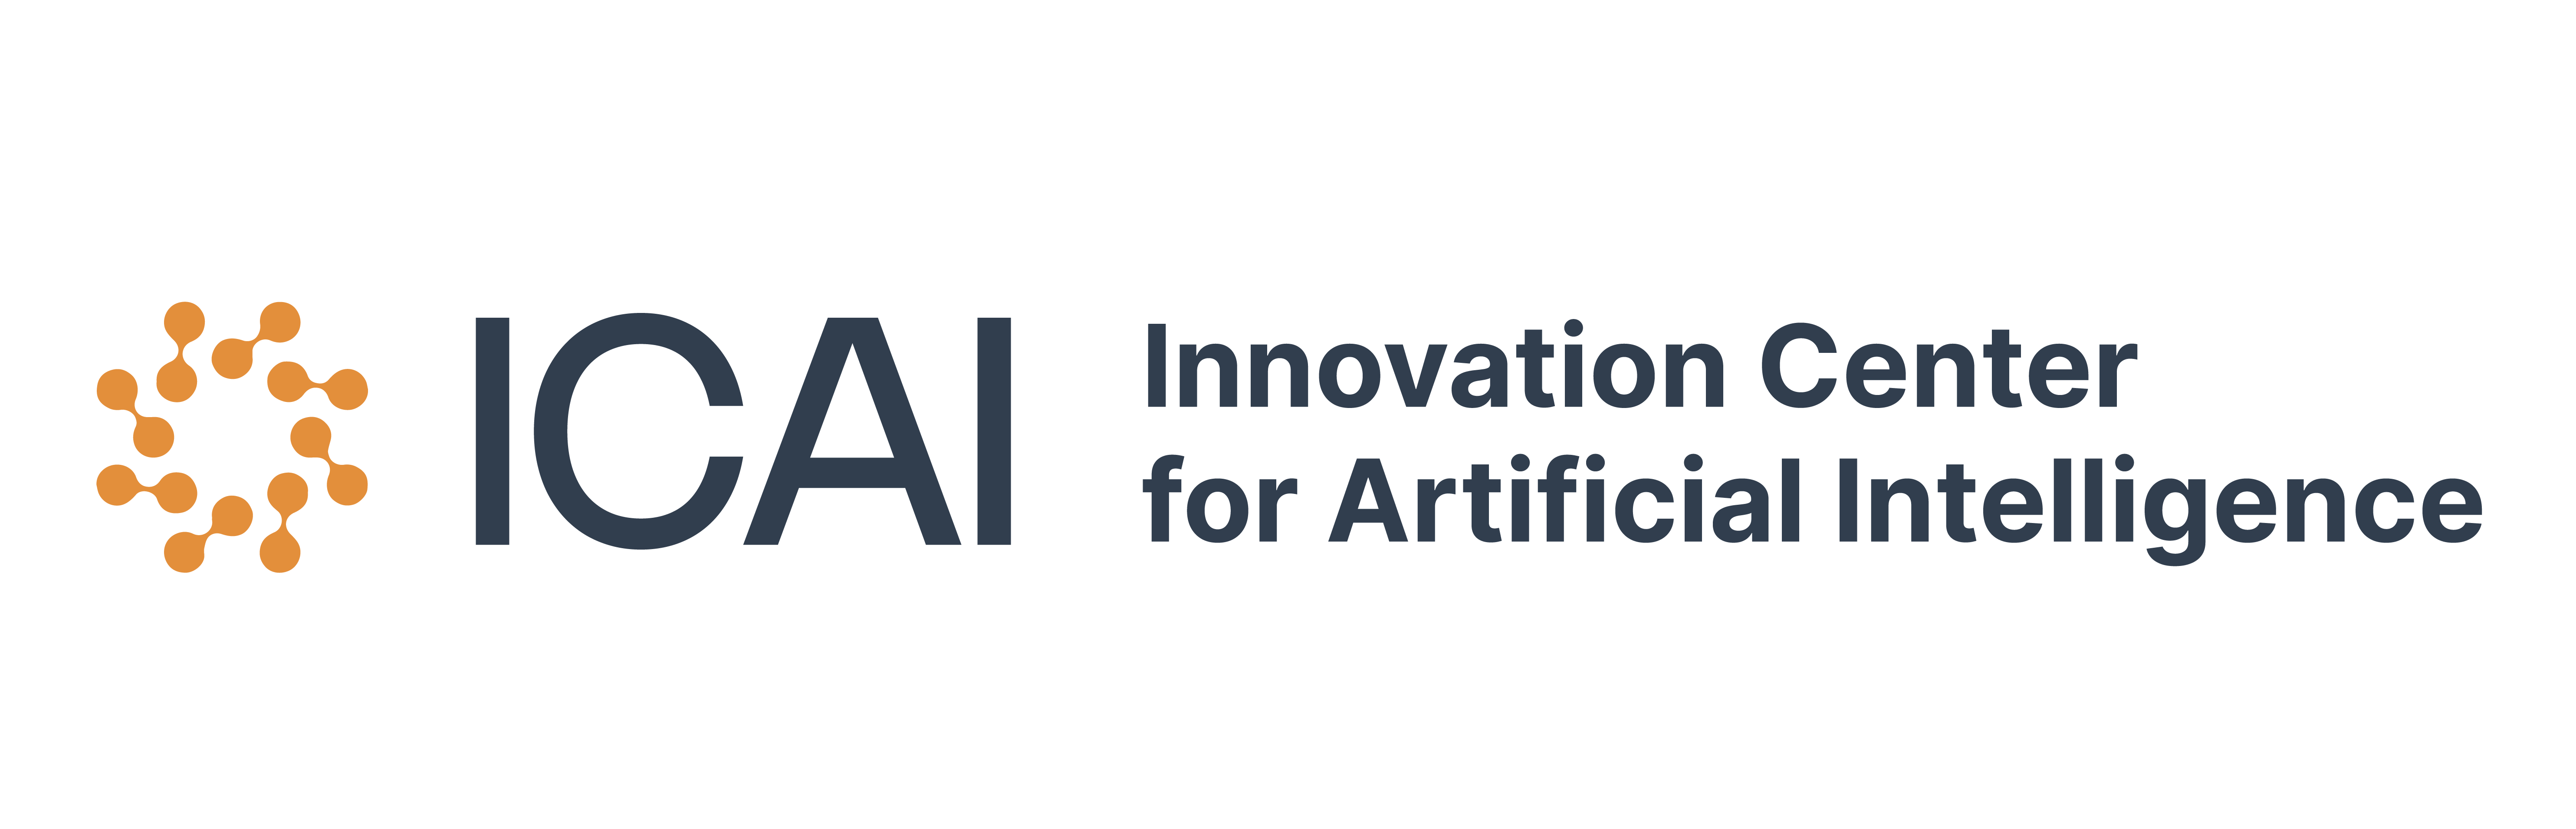 ICAI
Innovation Center
for Artificial Intelligence